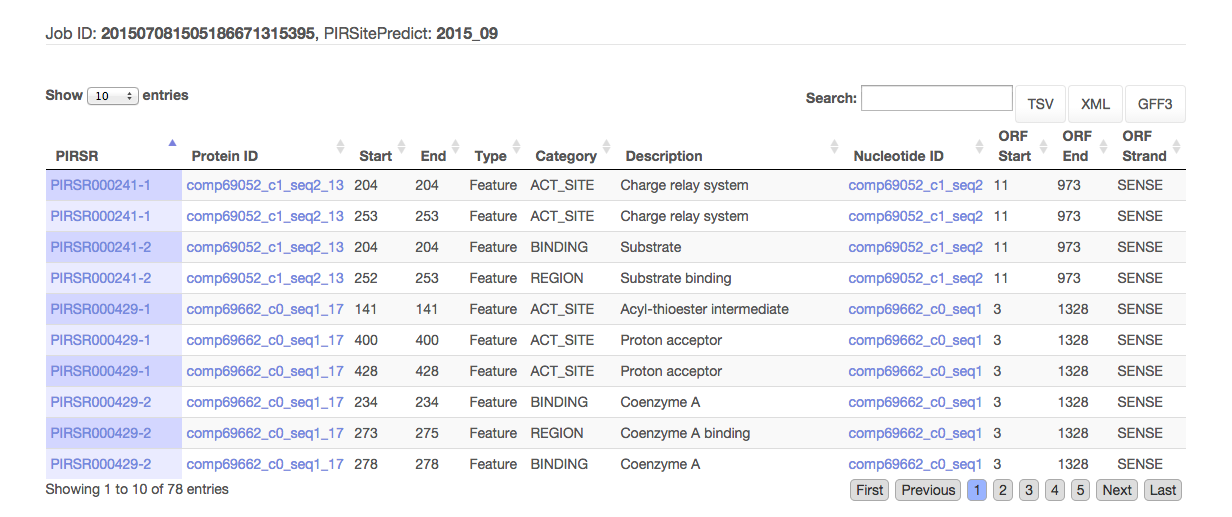 Job ID: 201507081505186671315395, PIRSitePredict: 2015_09
Show 10 entries Search: TSV XML GFF3
PIRSR Protein ID Start End Type Category Description Nucleotide ID ORF Start ORF End ORF Strand
PIRSR000241-1 comp69052_c1_seq2_13 204 204 Feature ACT_SITE Charge relay system comp69052_c1_seq2 11 973 SENSE
PIRSR000241-1 comp69052_c1_seq2_13 253 253 Feature ACT_SITE Charge relay system comp69052_c1_seq2 11 973 SENSE
PIRSR000241-2 comp69052_c1_seq2_13 204 204 Feature BINDING Substrate comp69052_c1_seq2 11 973 SENSE
PIRSR000241-2 comp69052_c1_seq2_13 252 253 Feature REGION Substrate binding comp69052_c1_seq2 11 973 SENSE
PIRSR000429-1 comp69662_c0_seq1_17 141 141 Feature ACT_SITE Acyl-thioester intermediate comp69662_c0_seq1 3 1328 SENSE
PIRSR000429-1 comp69662_c0_seq1_17 400 400 Feature ACT_SITE Proton acceptor comp69662_c0_seq1 3 1328 SENSE
PIRSR000429-1 comp69662_c0_seq1_17 428 428 Feature ACT_SITE Proton acceptor comp69662_c0_seq1 3 1328 SENSE
PIRSR000429-2 comp69662_c0_seq1_17 234 234 Feature BINDING Coenzyme A comp69662_c0_seq1 3 1328 SENSE
PIRSR000429-2 comp69662_c0_seq1_17 273 275 Feature REGION Coenzyme A binding comp69662_c0_seq1 3 1328 SENSE
PIRSR000429-2 comp69662_c0_seq1_17 278 278 Feature BINDING Coenzyme A comp69662_c0_seq1 3 1328 SENSE
Showing 1 to 10 of 78 entries First Previous 1 2 3 4 5 Next Last